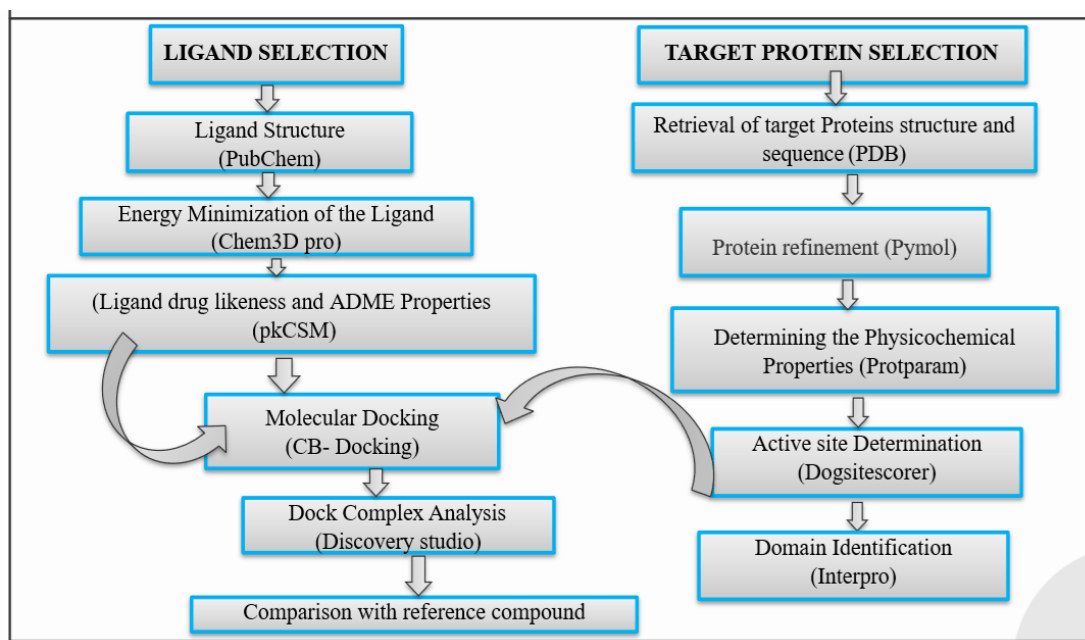 LIGAND SELECTION
Ligand Structure
(PubChem)
Energy Minimization of the Ligand
(Chem3D pro)
(Ligand drug likeness and ADME Properties
(pkCSM)
Molecular Docking
(CB- Docking)
Dock Complex Analysis
(Discovery studio)
Comparison with reference compound
TARGET PROTEIN SELECTION
Retrieval of target Proteins structure and
sequence (PDB)
Protein refinement (Pymol)
Determining the Physicochemical
Properties (Protparam)
Active site Determination
(Dogsitescorer)
Domain Identification
(Interpro)